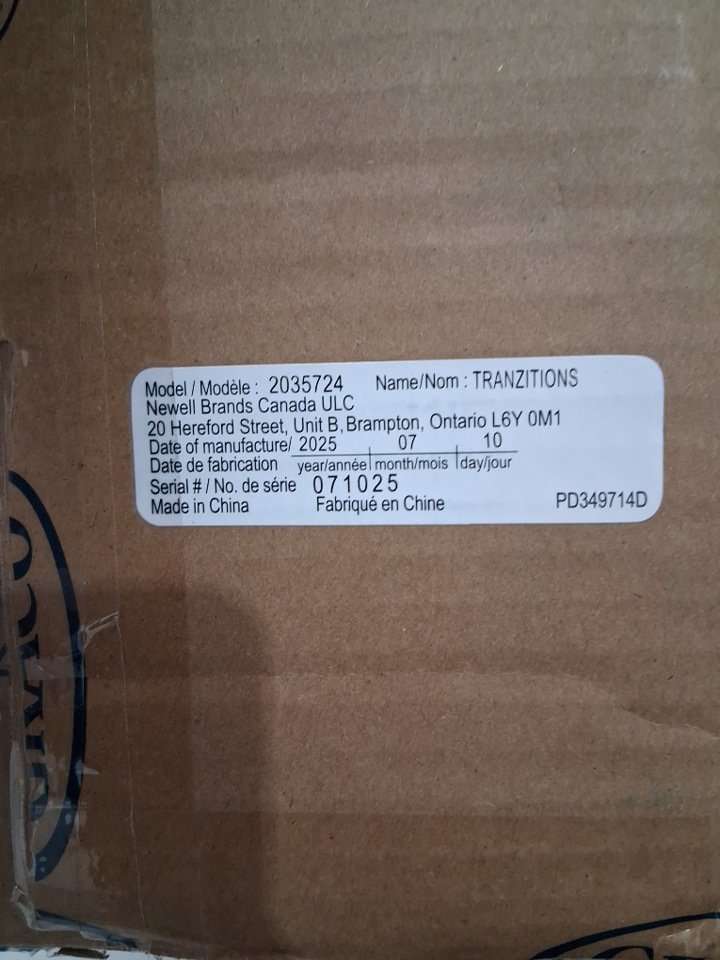 Model / Modèle : 2035724 Name/Nom : TRANZITIONS
Newell Brands Canada ULC
20 Hereford Street, Unit B, Brampton, Ontario L6Y 0M1
Date of manufacture/ 2025 07 10
Date de fabrication year/année month/mois day/jour
Serial # / No. de série 071025
Made in China Fabriqué en Chine PD349714D